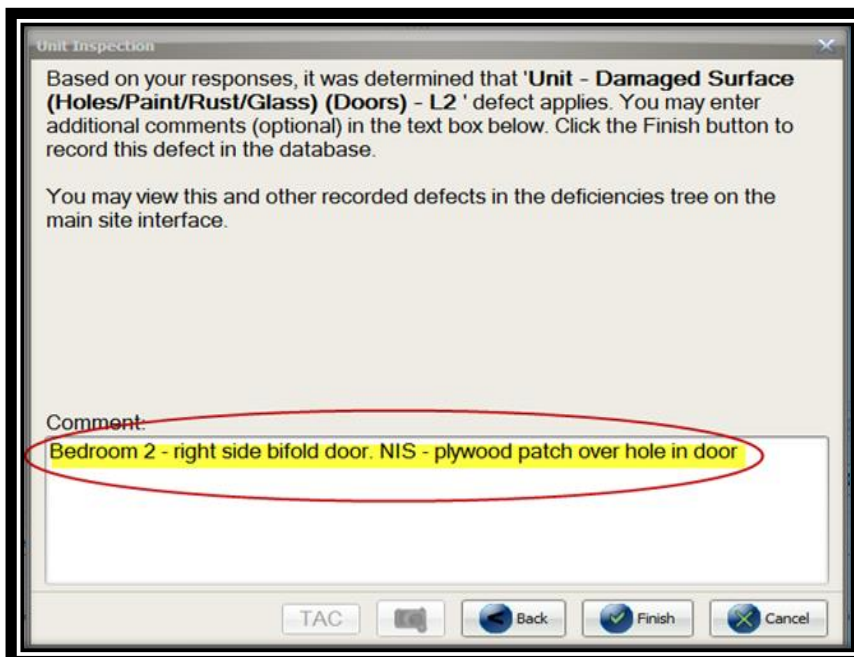 Unit Inspection
Based on your responses, it was determined that 'Unit - Damaged Surface
(Holes/Paint/Rust/Glass) (Doors) - L2 ' defect applies. You may enter
additional comments (optional) in the text box below. Click the Finish button to
record this defect in the database.
You may view this and other recorded defects in the deficiencies tree on the
main site interface.
Comment:
Bedroom 2 - right side bifold door. NIS - plywood patch over hole in door
TAC Back Finish Cancel